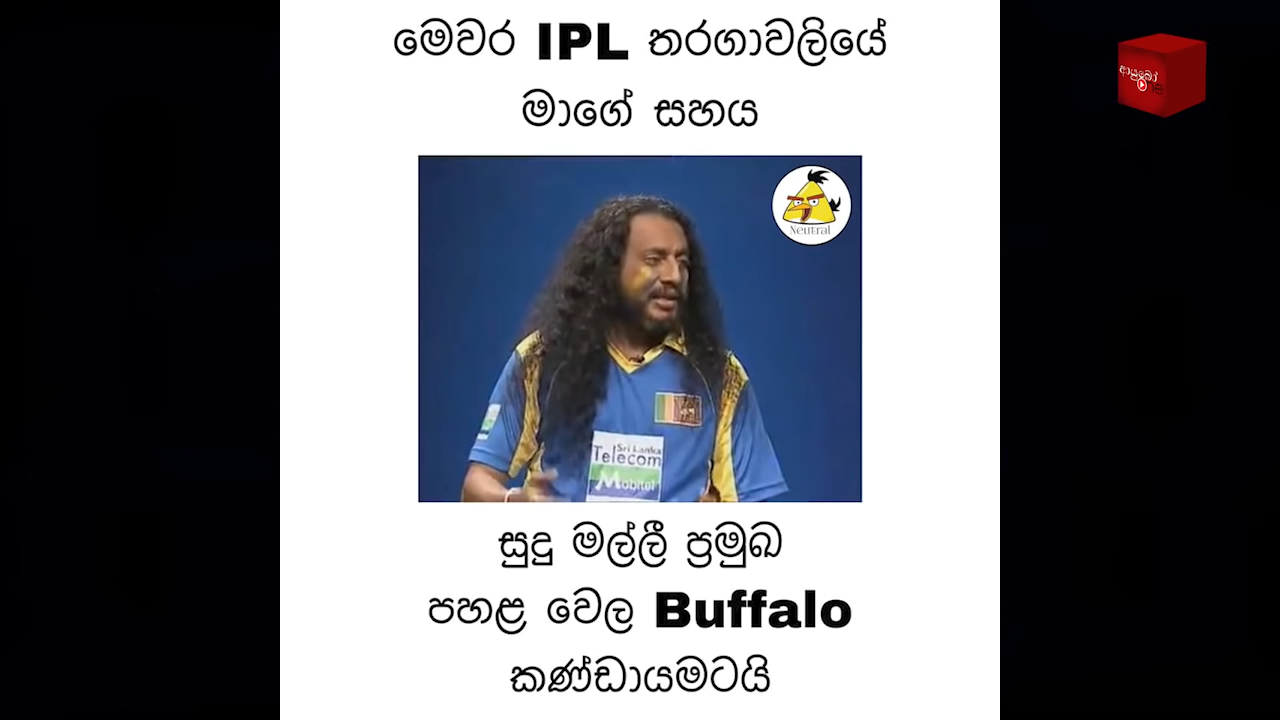 මෙවර IPL තරගාවලියේ
මාගේ සහය
Neutral
Sri Lanka
Telecom
Mobitel
සුදු මල්ලී ප්‍රමුඛ
පහළ වෙල Buffalo
කණ්ඩායමටයි